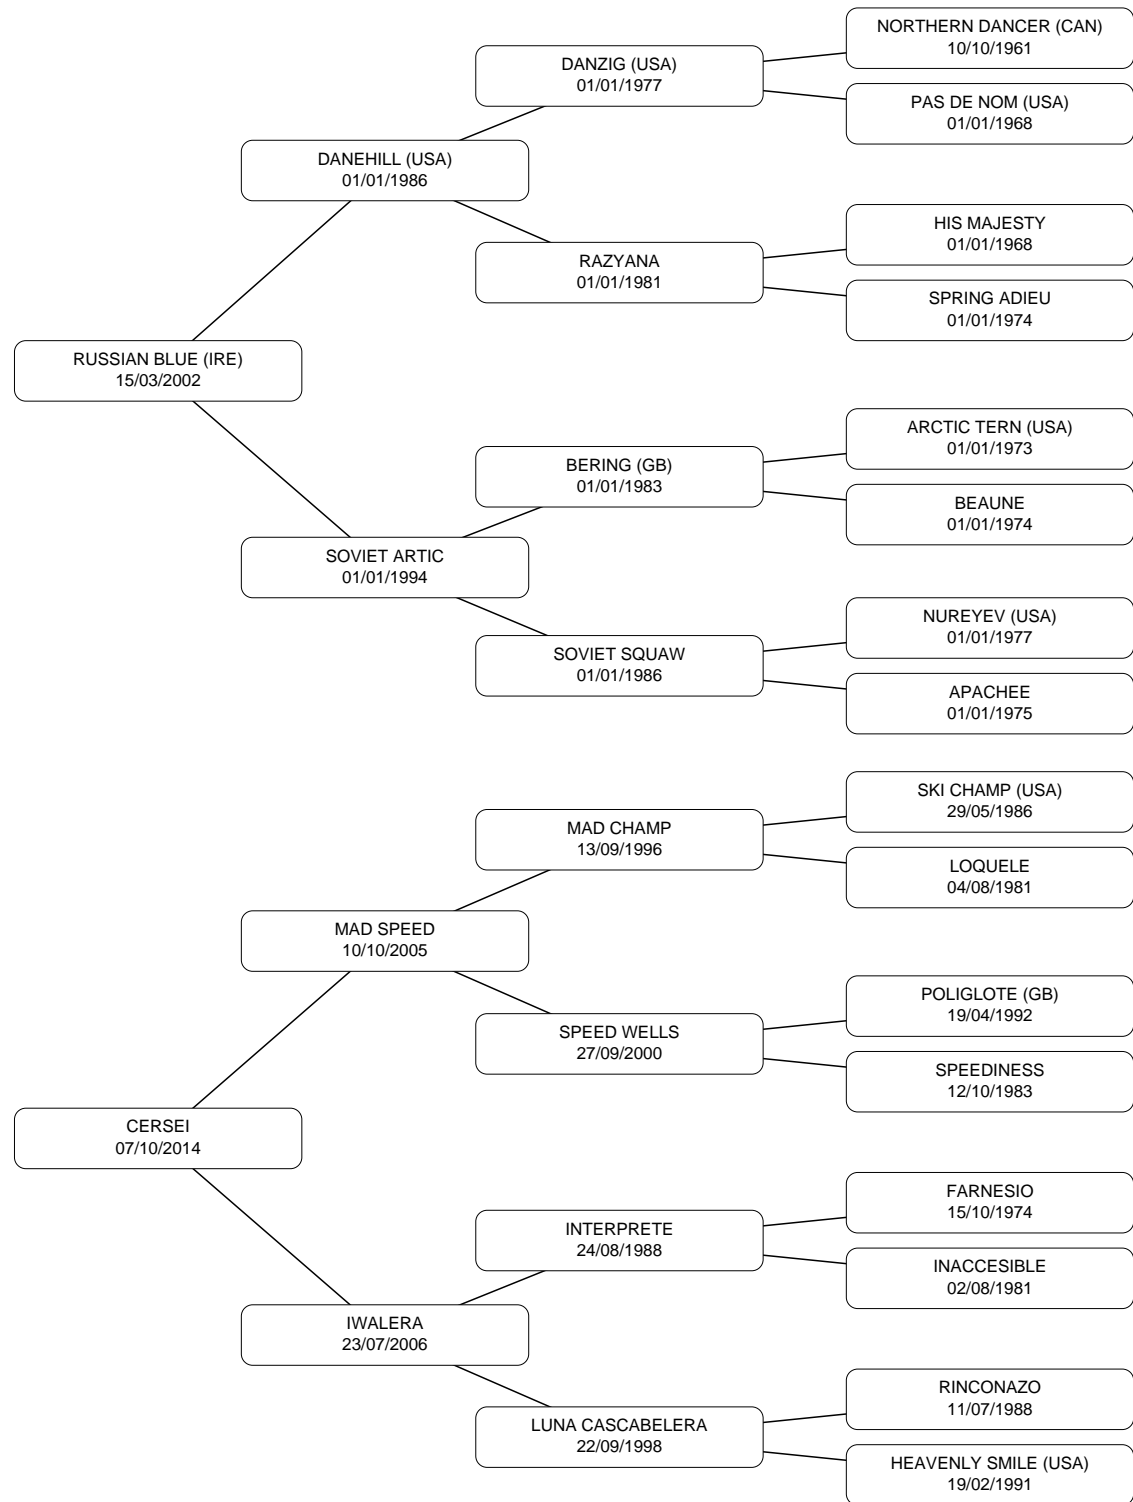 NORTHERN DANCER (CAN)
10/10/1961
DANZIG (USA)
01/01/1977
PAS DE NOM (USA)
01/01/1968
DANEHILL (USA)
01/01/1986
HIS MAJESTY
01/01/1968
RAZYANA
01/01/1981
SPRING ADIEU
01/01/1974
RUSSIAN BLUE (IRE)
15/03/2002
ARCTIC TERN (USA)
01/01/1973
BERING (GB)
01/01/1983
BEAUNE
01/01/1974
SOVIET ARTIC
01/01/1994
NUREYEV (USA)
01/01/1977
SOVIET SQUAW
01/01/1986
APACHEE
01/01/1975
SKI CHAMP (USA)
29/05/1986
MAD CHAMP
13/09/1996
LOQUELE
04/08/1981
MAD SPEED
10/10/2005
POLIGLOTE (GB)
19/04/1992
SPEED WELLS
27/09/2000
SPEEDINESS
12/10/1983
CERSEI
07/10/2014
FARNESIO
15/10/1974
INTERPRETE
24/08/1988
INACCESIBLE
02/08/1981
IWALERA
23/07/2006
RINCONAZO
11/07/1988
LUNA CASCABELERA
22/09/1998
HEAVENLY SMILE (USA)
19/02/1991